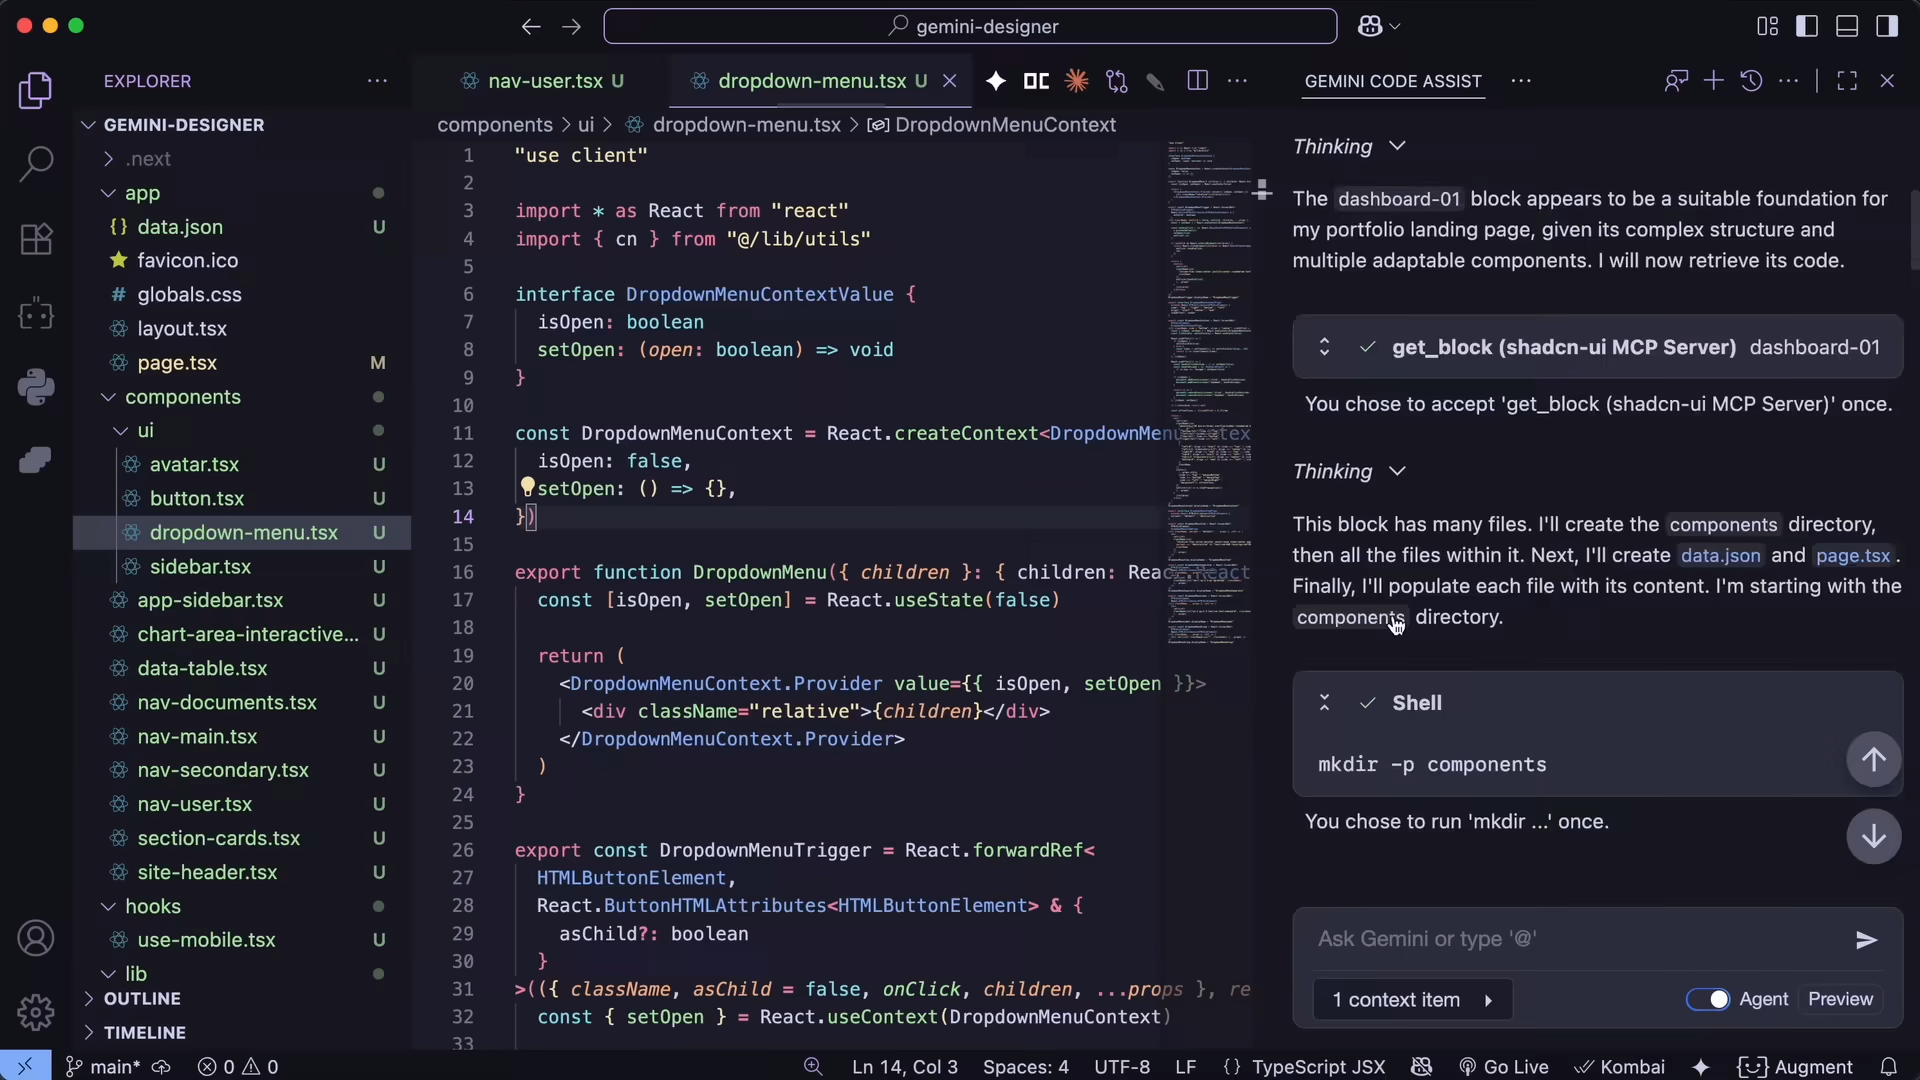 gemini-designer
EXPLORER
GEMINI-DESIGNER
.next
app
data.json U
favicon.ico
globals.css
layout.tsx
page.tsx M
components
ui
avatar.tsx U
button.tsx U
dropdown-menu.tsx U
sidebar.tsx U
app-sidebar.tsx U
chart-area-interactive... U
data-table.tsx U
nav-documents.tsx U
nav-main.tsx U
nav-secondary.tsx U
nav-user.tsx U
section-cards.tsx U
site-header.tsx U
hooks
use-mobile.tsx U
lib
OUTLINE
TIMELINE
nav-user.tsx U
dropdown-menu.tsx U
components > ui > dropdown-menu.tsx > DropdownMenuContext
1 "use client"
2
3 import * as React from "react"
4 import { cn } from "@/lib/utils"
5
6 interface DropdownMenuContextValue {
7 isOpen: boolean
8 setOpen: (open: boolean) => void
9 }
10
11 const DropdownMenuContext = React.createContext<DropdownMenu
12 isOpen: false,
13 setOpen: () => {},
14 })
15
16 export function DropdownMenu({ children }: { children: Reac
17 const [isOpen, setOpen] = React.useState(false)
18
19 return (
20 <DropdownMenuContext.Provider value={{ isOpen, setOpen }}>
21 <div className="relative">{children}</div>
22 </DropdownMenuContext.Provider>
23 )
24 }
25
26 export const DropdownMenuTrigger = React.forwardRef<
27 HTMLButtonElement,
28 React.ButtonHTMLAttributes<HTMLButtonElement> & {
29 asChild?: boolean
30 }
31 >(({ className, asChild = false, onClick, children, ...props }, re
32 const { setOpen } = React.useContext(DropdownMenuContext)
33
GEMINI CODE ASSIST
Thinking
The dashboard-01 block appears to be a suitable foundation for
my portfolio landing page, given its complex structure and
multiple adaptable components. I will now retrieve its code.
get_block (shadcn-ui MCP Server) dashboard-01
You chose to accept 'get_block (shadcn-ui MCP Server)' once.
Thinking
This block has many files. I'll create the components directory,
then all the files within it. Next, I'll create data.json and page.tsx.
Finally, I'll populate each file with its content. I'm starting with the
components directory.
Shell
mkdir -p components
You chose to run 'mkdir ...' once.
Ask Gemini or type '@'
1 context item
Agent
Preview
main*
0
0
Ln 14, Col 3
Spaces: 4
UTF-8
LF
{} TypeScript JSX
Go Live
Kombai
Augment